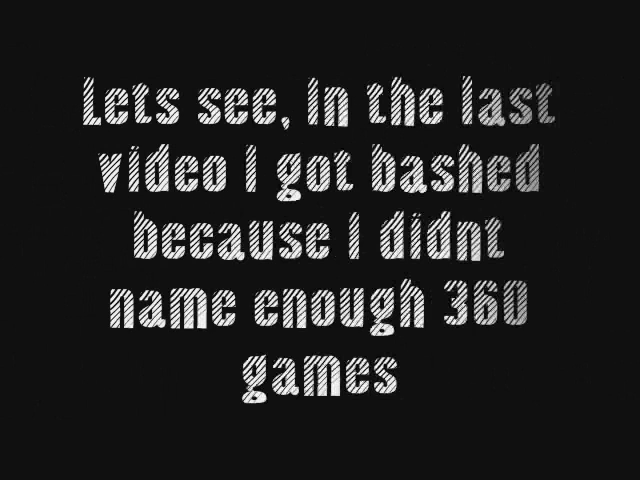 Lets see, In the last
video I got bashed
because I didnt
name enough 360
games